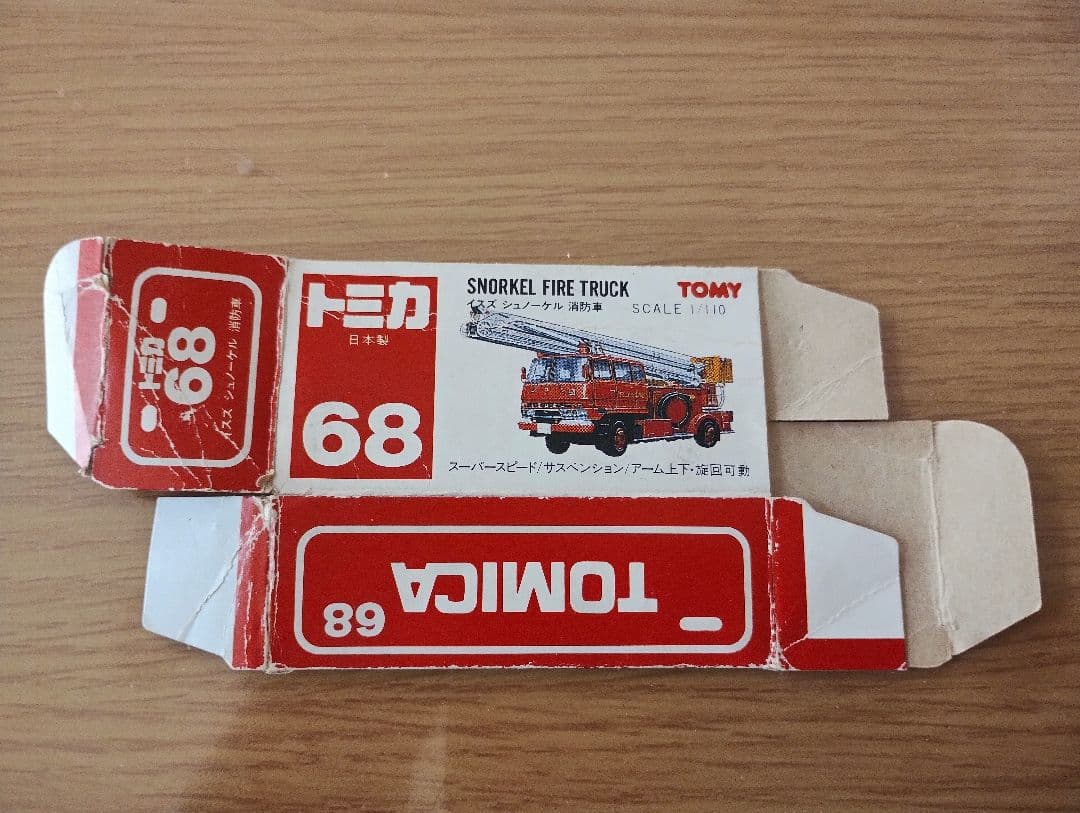 トミカ
68
イスズ シュノーケル 消防車
トミカ
日本製
68
SNORKEL FIRE TRUCK
TOMY
イスズ シュノーケル 消防車
SCALE 1/110
スーパースピード/サスペンション/アーム上下・旋回可動
TOMICA
68